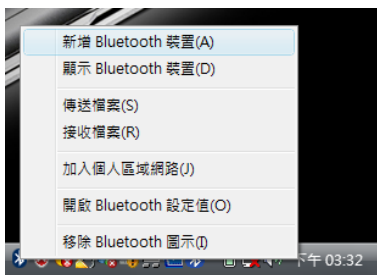 新增 Bluetooth 裝置(A)
顯示 Bluetooth 裝置(D)
傳送檔案(S)
接收檔案(R)
加入個人區域網路(J)
開啟 Bluetooth 設定值(O)
移除 Bluetooth 圖示(I)
下午 03:32